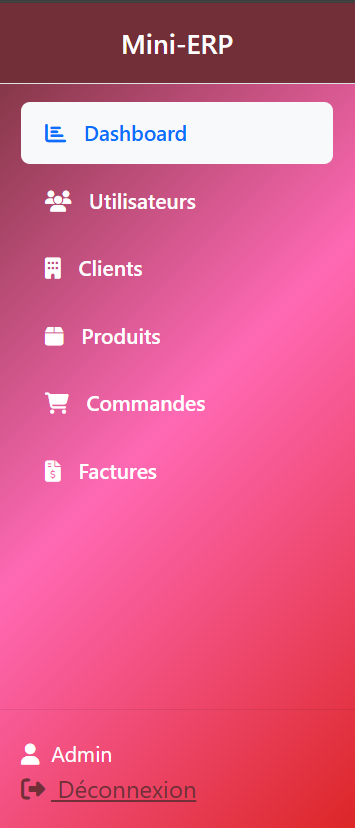 Mini-ERP
Dashboard
Utilisateurs
Clients
Produits
Commandes
Factures
Admin
Déconnexion